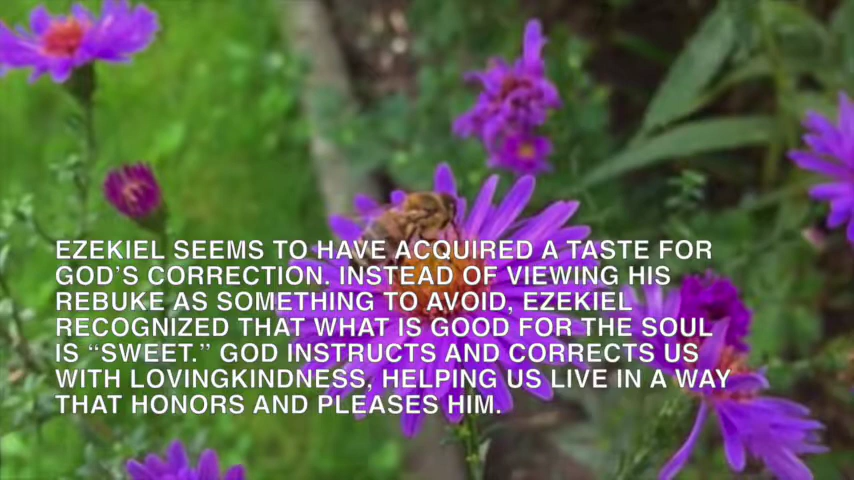 EZEKIEL SEEMS TO HAVE ACQUIRED A TASTE FOR
GOD’S CORRECTION. INSTEAD OF VIEWING HIS
REBUKE AS SOMETHING TO AVOID, EZEKIEL
RECOGNIZED THAT WHAT IS GOOD FOR THE SOUL
IS “SWEET.” GOD INSTRUCTS AND CORRECTS US
WITH LOVINGKINDNESS, HELPING US LIVE IN A WAY
THAT HONORS AND PLEASES HIM.